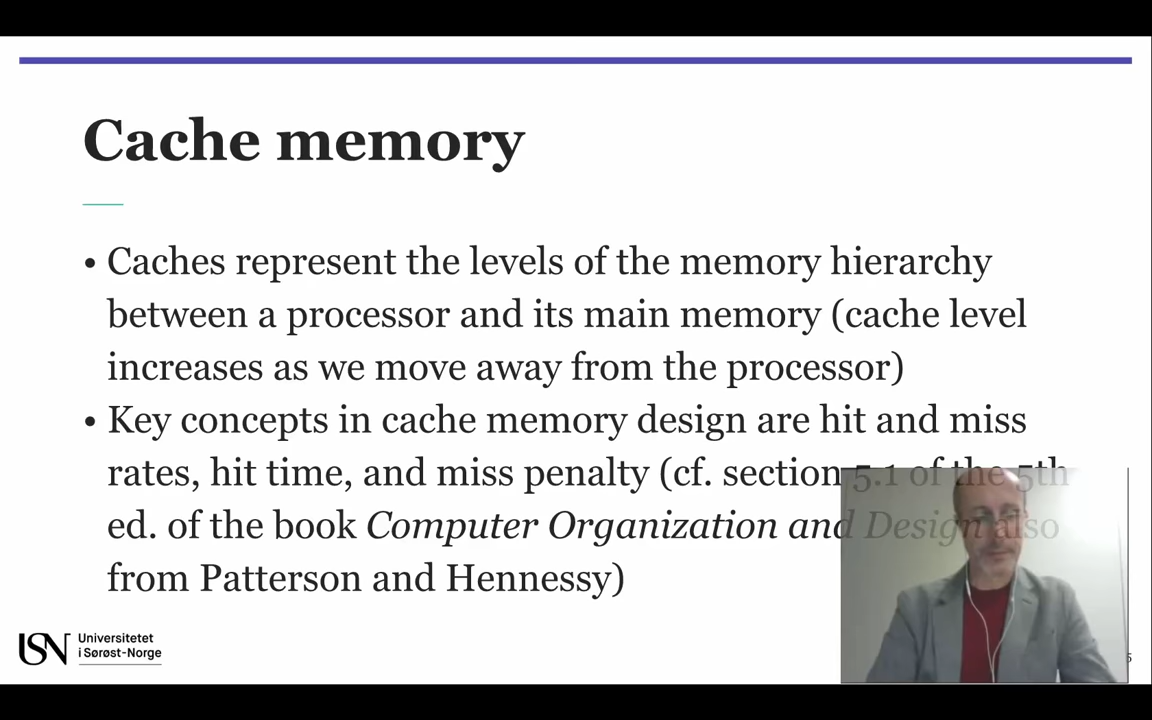 Cache memory
• Caches represent the levels of the memory hierarchy
between a processor and its main memory (cache level
increases as we move away from the processor)
• Key concepts in cache memory design are hit and miss
rates, hit time, and miss penalty (cf. section 5.1 of the 5th
ed. of the book Computer Organization and Design also
from Patterson and Hennessy)
USN Universitetet
i Sørøst-Norge
5